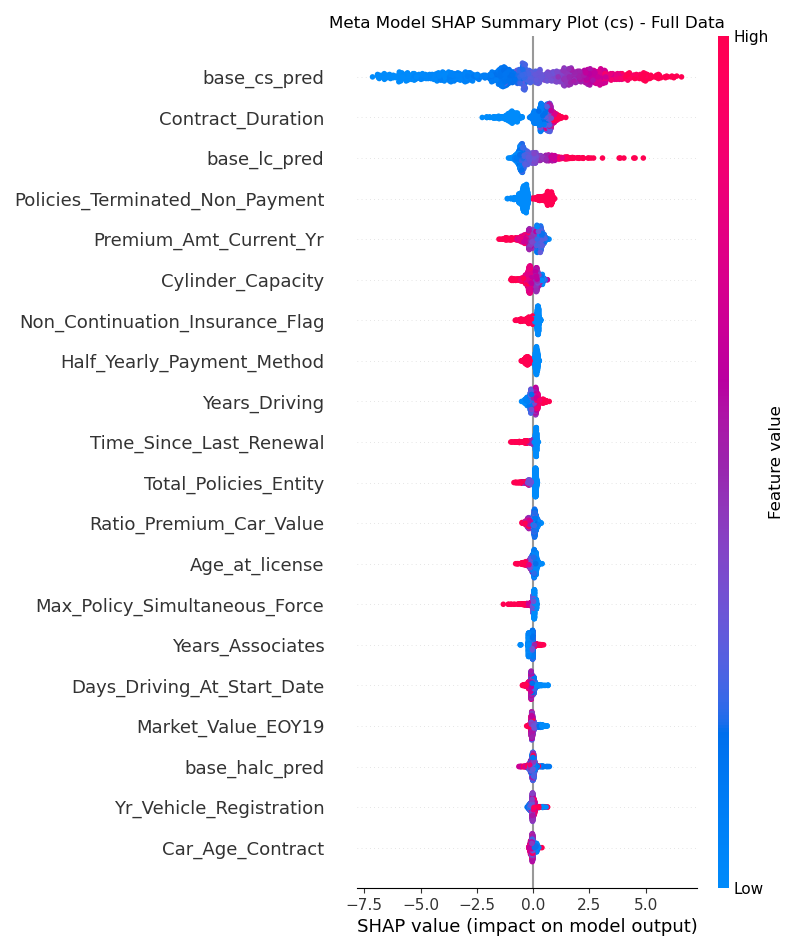 Meta Model SHAP Summary Plot (cs) - Full Data
High
base_cs_pred
Contract_Duration
base_lc_pred
Policies_Terminated_Non_Payment
Premium_Amt_Current_Yr
Cylinder_Capacity
Non_Continuation_Insurance_Flag
Half_Yearly_Payment_Method
Years_Driving
Time_Since_Last_Renewal
Total_Policies_Entity
Ratio_Premium_Car_Value
Age_at_license
Max_Policy_Simultaneous_Force
Years_Associates
Days_Driving_At_Start_Date
Market_Value_EOY19
base_halc_pred
Yr_Vehicle_Registration
Car_Age_Contract
Feature value
Low
−7.5 −5.0 −2.5 0.0 2.5 5.0
SHAP value (impact on model output)